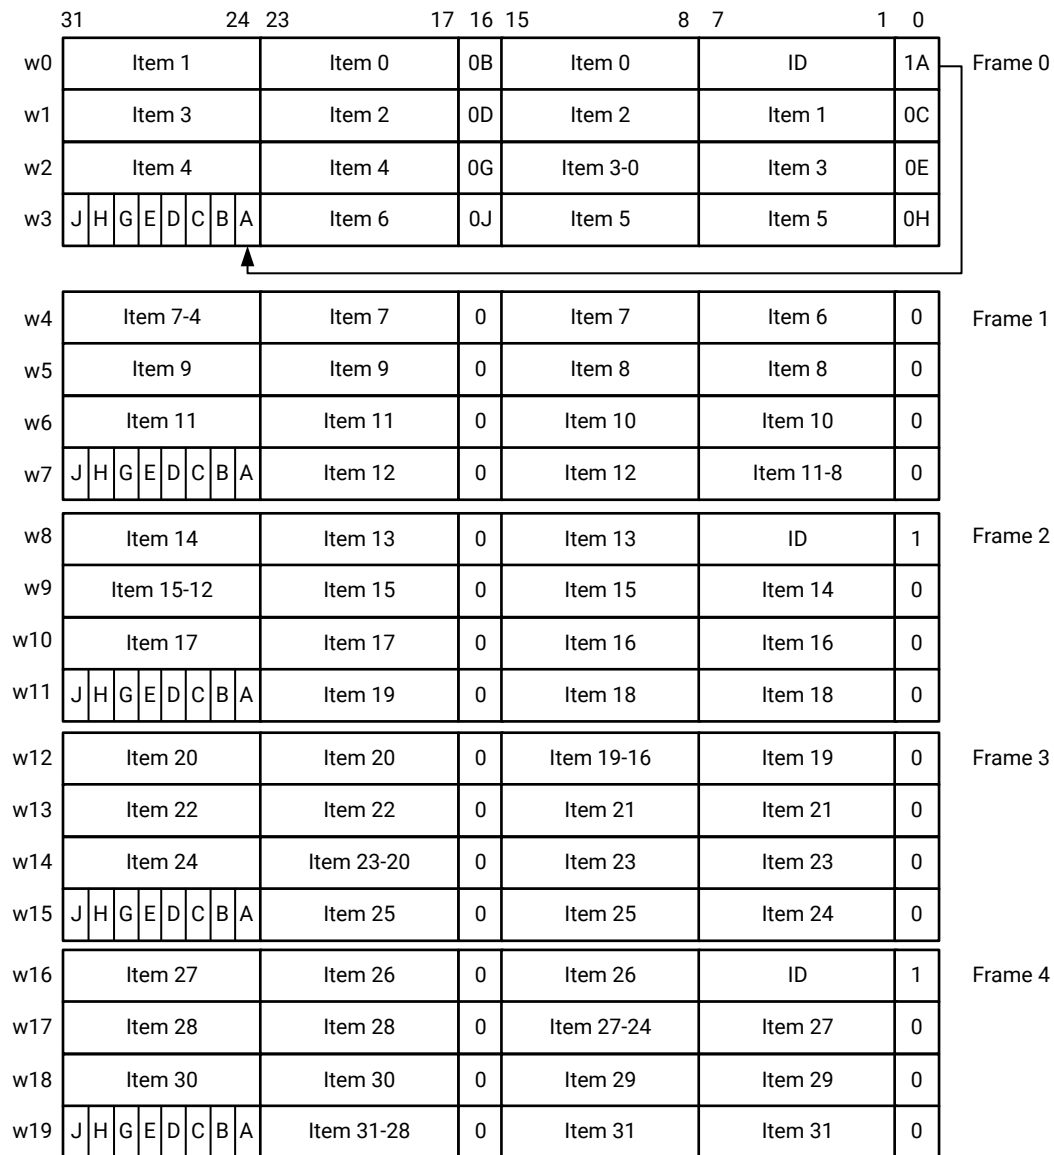 31 24 23 17 16 15 8 7 1 0
w0 Item 1 Item 0 0B Item 0 ID 1A Frame 0
w1 Item 3 Item 2 0D Item 2 Item 1 0C
w2 Item 4 Item 4 0G Item 3-0 Item 3 0E
w3 J H G E D C B A Item 6 0J Item 5 Item 5 0H
w4 Item 7-4 Item 7 0 Item 7 Item 6 0 Frame 1
w5 Item 9 Item 9 0 Item 8 Item 8 0
w6 Item 11 Item 11 0 Item 10 Item 10 0
w7 J H G E D C B A Item 12 0 Item 12 Item 11-8 0
w8 Item 14 Item 13 0 Item 13 ID 1 Frame 2
w9 Item 15-12 Item 15 0 Item 15 Item 14 0
w10 Item 17 Item 17 0 Item 16 Item 16 0
w11 J H G E D C B A Item 19 0 Item 18 Item 18 0
w12 Item 20 Item 20 0 Item 19-16 Item 19 0 Frame 3
w13 Item 22 Item 22 0 Item 21 Item 21 0
w14 Item 24 Item 23-20 0 Item 23 Item 23 0
w15 J H G E D C B A Item 25 0 Item 25 Item 24 0
w16 Item 27 Item 26 0 Item 26 ID 1 Frame 4
w17 Item 28 Item 28 0 Item 27-24 Item 27 0
w18 Item 30 Item 30 0 Item 29 Item 29 0
w19 J H G E D C B A Item 31-28 0 Item 31 Item 31 0